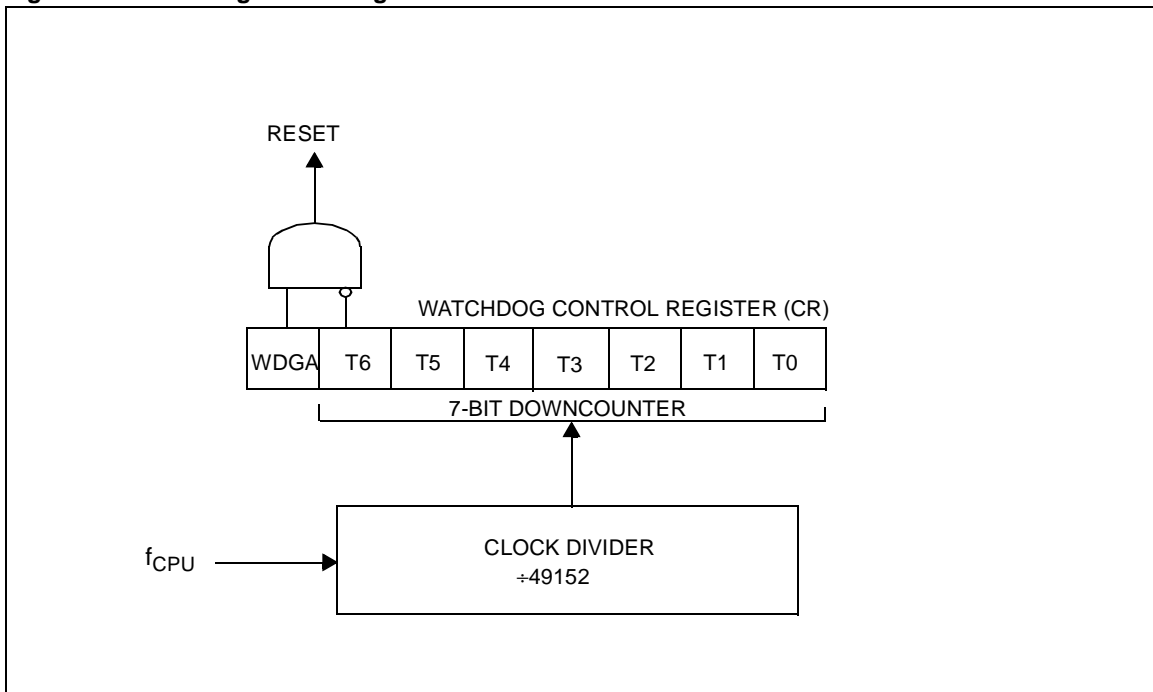 RESET
WATCHDOG CONTROL REGISTER (CR)
WDGA T6 T5 T4 T3 T2 T1 T0
7-BIT DOWNCOUNTER
fCPU
CLOCK DIVIDER
÷49152